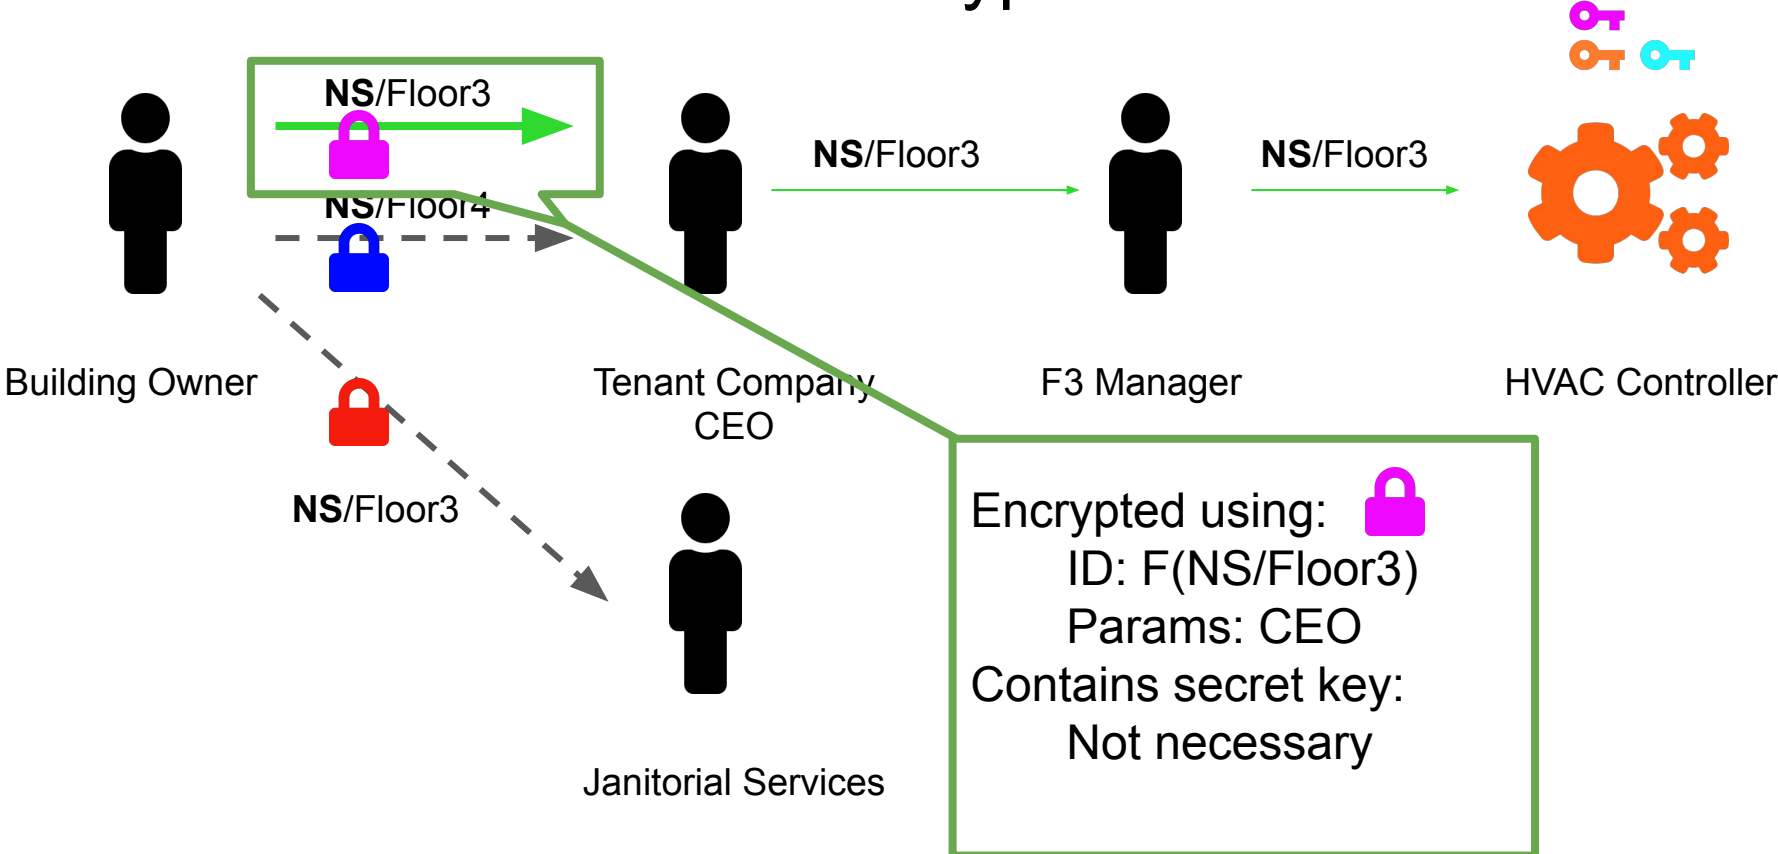 NS/Floor3
NS/Floor4
NS/Floor3
NS/Floor3
Building Owner
Tenant Company
CEO
F3 Manager
HVAC Controller
NS/Floor3
Encrypted using:
ID: F(NS/Floor3)
Params: CEO
Contains secret key:
Not necessary
Janitorial Services